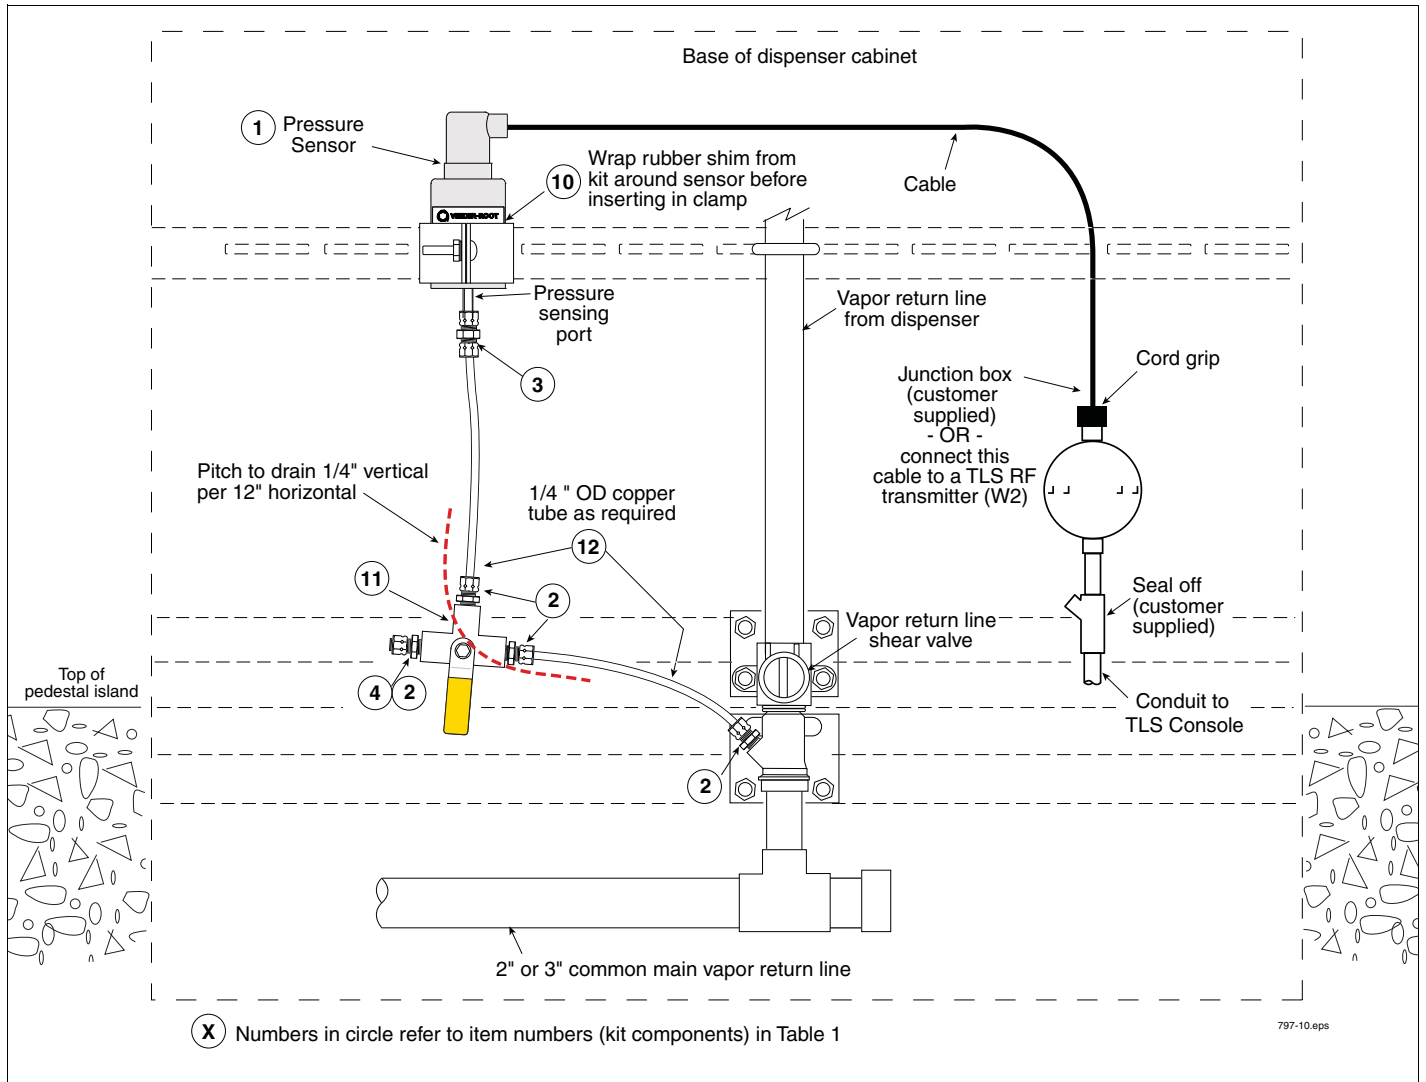 Base of dispenser cabinet
1 Pressure
Sensor
10 Wrap rubber shim from
kit around sensor before
inserting in clamp
Cable
VEEDER-ROOT
Pressure
sensing
port
Vapor return line
from dispenser
3
Cord grip
Junction box
(customer
supplied)
- OR -
connect this
cable to a TLS RF
transmitter (W2)
Pitch to drain 1/4" vertical
per 12" horizontal
1/4 " OD copper
tube as required
12
11
2
2
Seal off
(customer
supplied)
Vapor return line
shear valve
4 2
Top of
pedestal island
Conduit to
TLS Console
2
2" or 3" common main vapor return line
X Numbers in circle refer to item numbers (kit components) in Table 1
797-10.eps